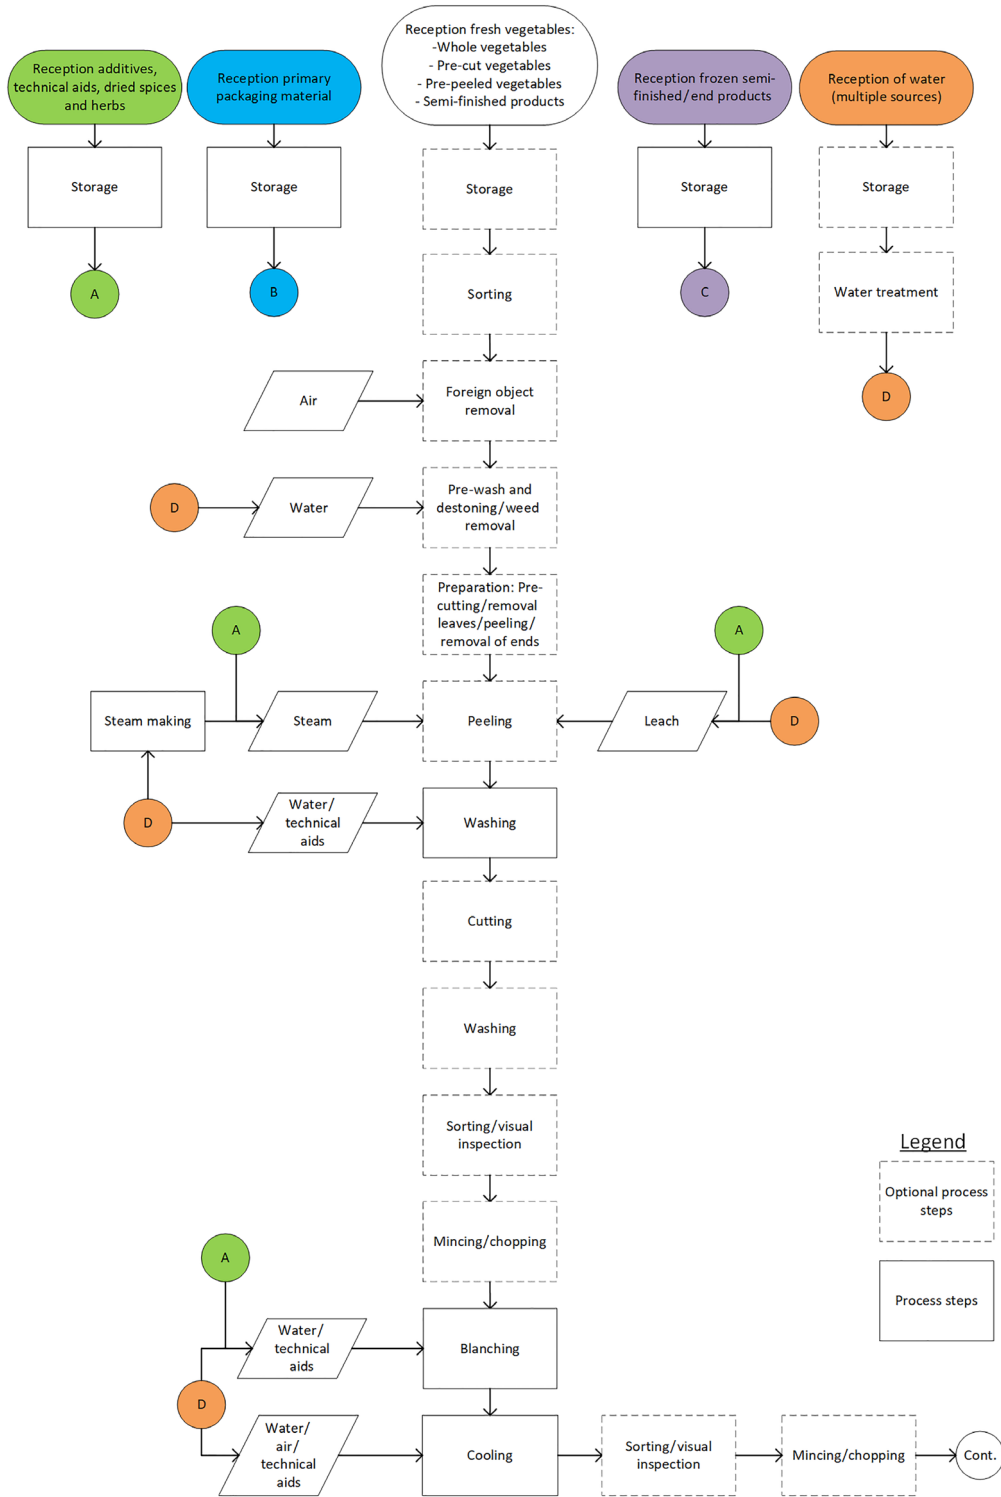 Reception additives,
technical aids, dried spices
and herbs
Reception primary
packaging material
Reception fresh vegetables:
-Whole vegetables
- Pre-cut vegetables
- Pre-peeled vegetables
- Semi-finished products
Reception frozen semi-
finished/end products
Reception of water
(multiple sources)
Storage
Storage
Storage
Storage
Storage
A
B
Sorting
C
Water treatment
D
Air
Foreign object
removal
D
Water
Pre-wash and
destoning/weed
removal
Preparation: Pre-
cutting/removal
leaves/peeling/
removal of ends
A
A
Steam making
Steam
Peeling
Leach
D
D
Water/
technical
aids
Washing
Cutting
Washing
Sorting/visual
inspection
Legend
Optional process
steps
Mincing/chopping
A
Process steps
Water/
technical
aids
Blanching
D
Water/
air/
technical
aids
Cooling
Sorting/visual
inspection
Mincing/chopping
Cont.